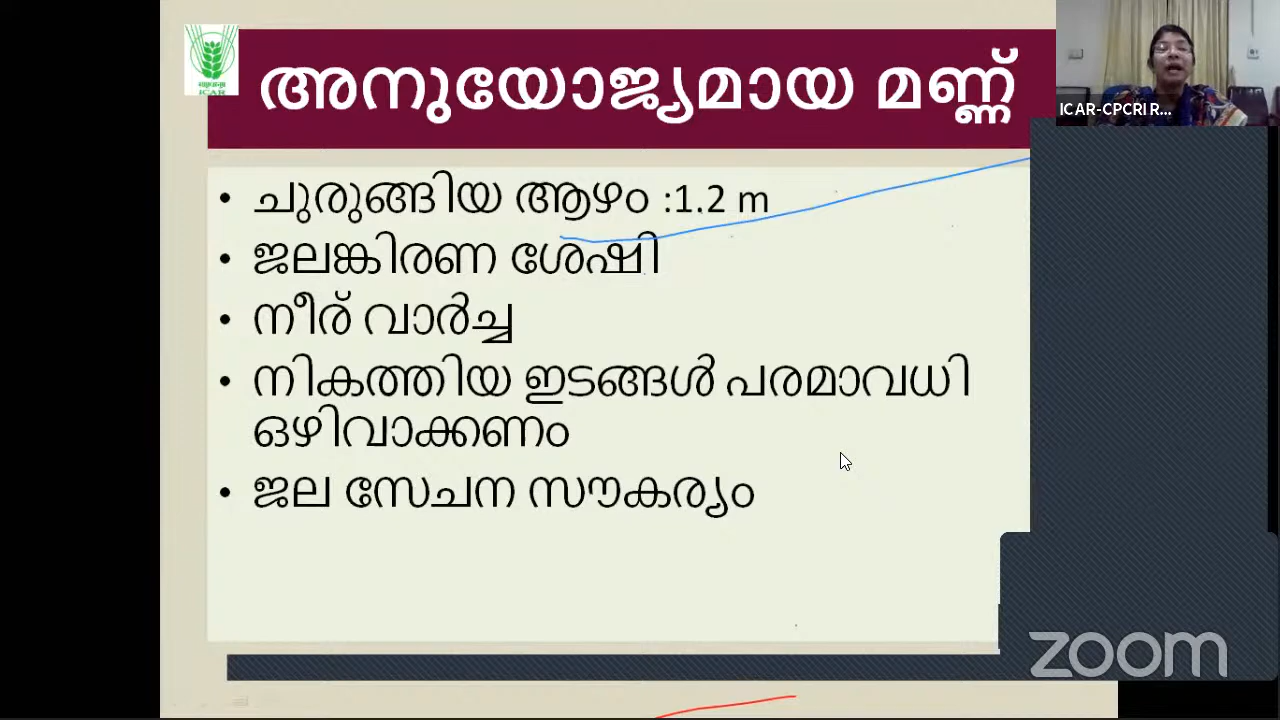 അനുയോജ്യമായ മണ്ണ്
ICAR
ICAR-CPCRI R...
• ചുരുങ്ങിയ ആഴം :1.2 m
• ജലങ്കിരണ ശേഷി
• നീര് വാർച്ച
• നികത്തിയ ഇടങ്ങൾ പരമാവധി
ഒഴിവാക്കണം
• ജല സേചന സൗകര്യം
zoom